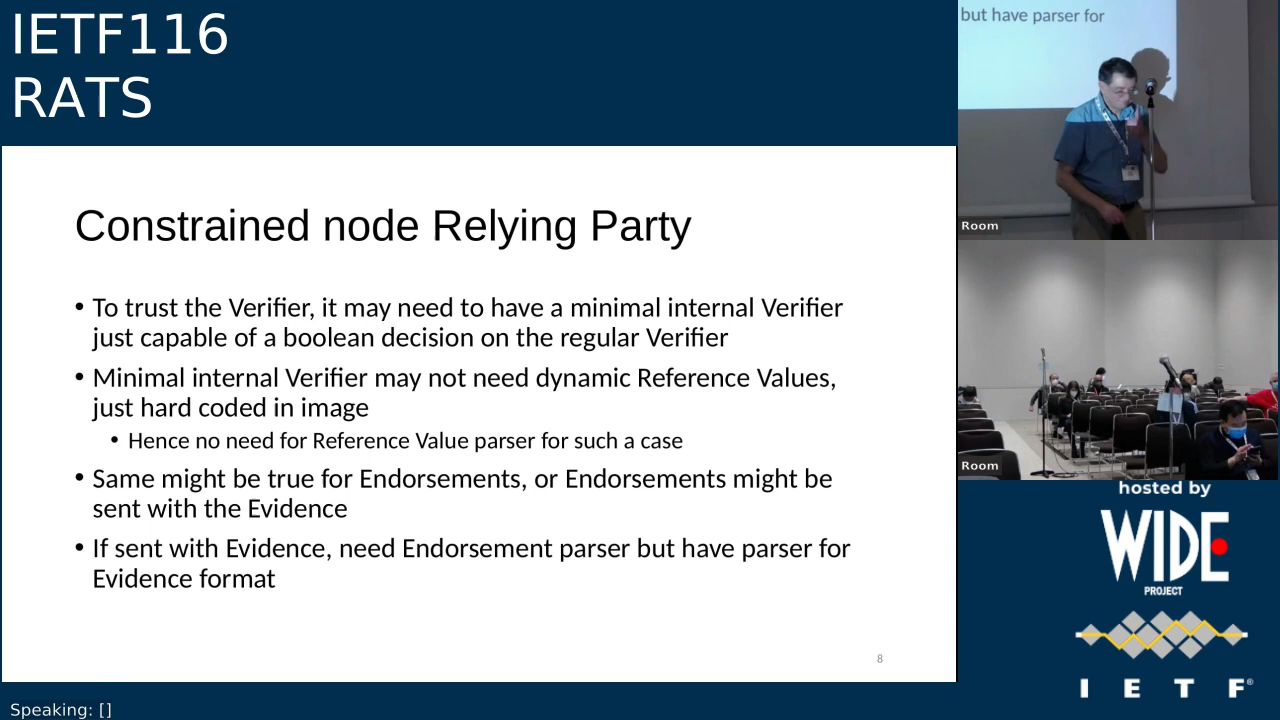 IETF116
RATS
but have parser for
Room
Constrained node Relying Party
• To trust the Verifier, it may need to have a minimal internal Verifier
just capable of a boolean decision on the regular Verifier
• Minimal internal Verifier may not need dynamic Reference Values,
just hard coded in image
• Hence no need for Reference Value parser for such a case
• Same might be true for Endorsements, or Endorsements might be
sent with the Evidence
• If sent with Evidence, need Endorsement parser but have parser for
Evidence format
8
Room
hosted by
WIDE
PROJECT
I E T F®
Speaking: []